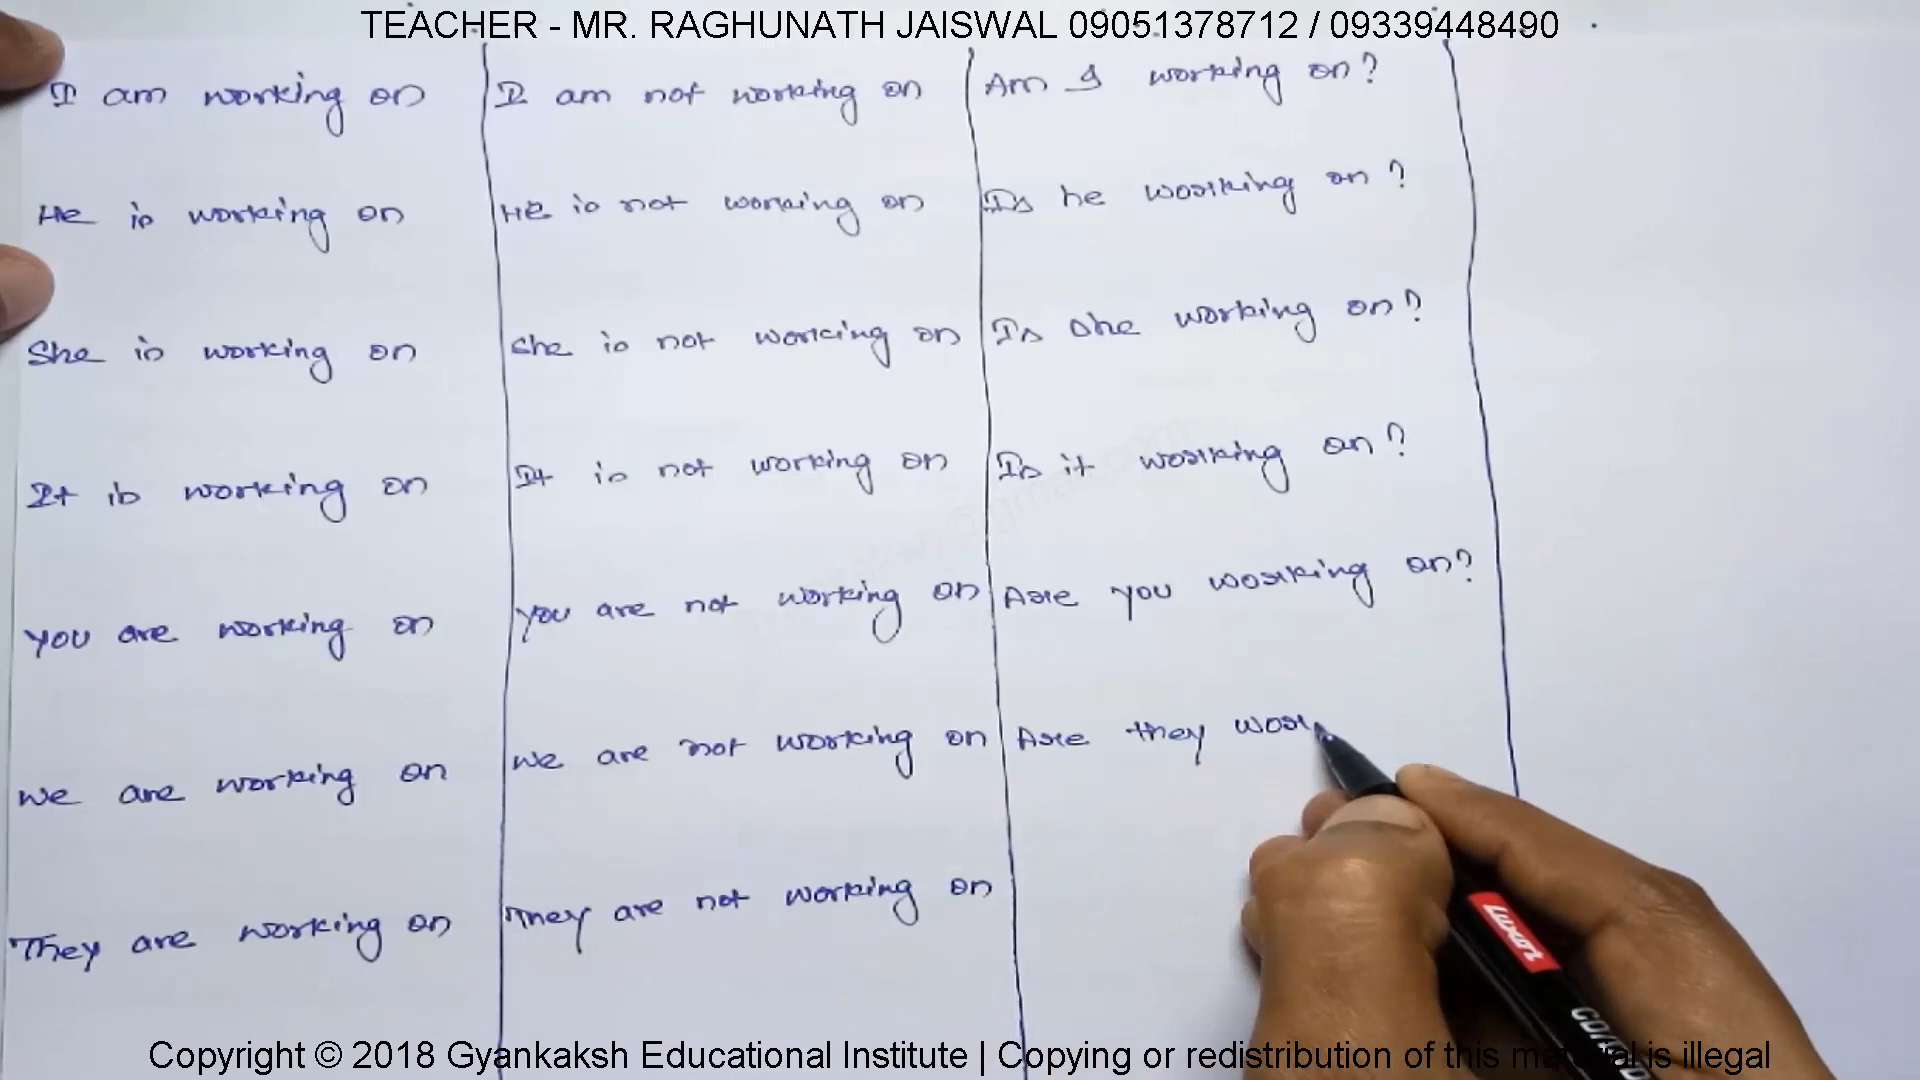 TEACHER - MR. RAGHUNATH JAISWAL 09051378712 / 09339448490
I am working on
I am not working on
Am I working on?
He is working on
He is not working on
Is he working on?
She is working on
She is not working on
Is she working on?
It is working on
It is not working on
Is it working on?
You are working on
You are not working on
Are you working on?
We are working on
We are not working on
Are they wor
They are working on
They are not working on
Luxor
Copyright © 2018 Gyankaksh Educational Institute | Copying or redistribution of this material is illegal